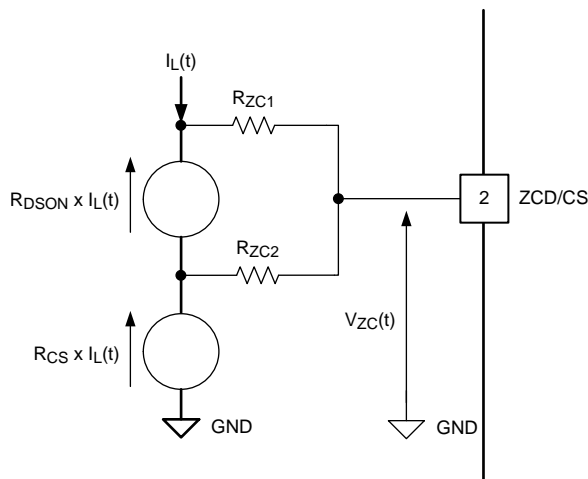 I_L(t)
R_ZC1
R_DSON x I_L(t)
2
ZCD/CS
R_ZC2
V_ZC(t)
R_CS x I_L(t)
GND
GND